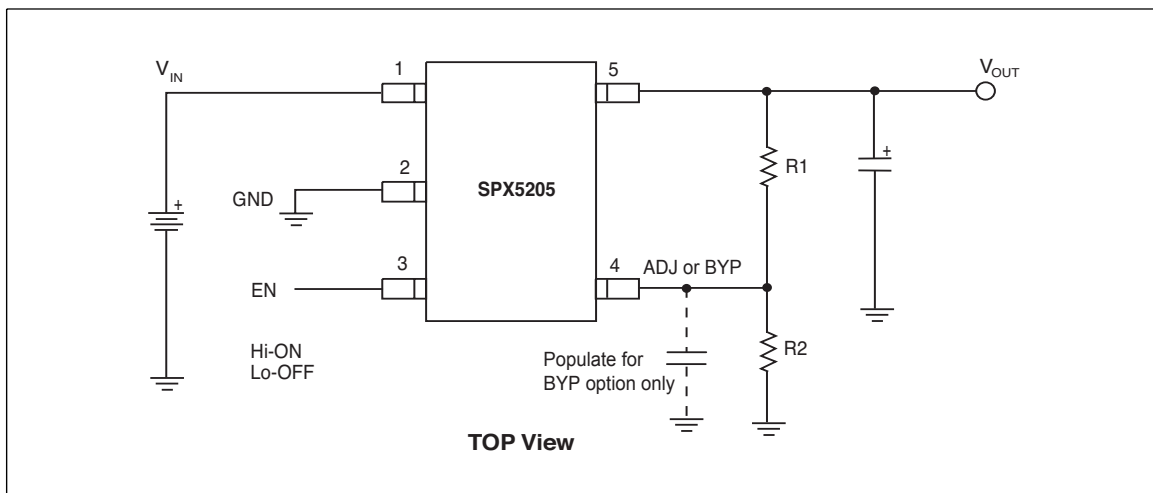 V_IN
1
5
V_OUT
R1
+
2
GND
SPX5205
+
3
4
ADJ or BYP
EN
Hi-ON
Lo-OFF
Populate for
BYP option only
R2
TOP View